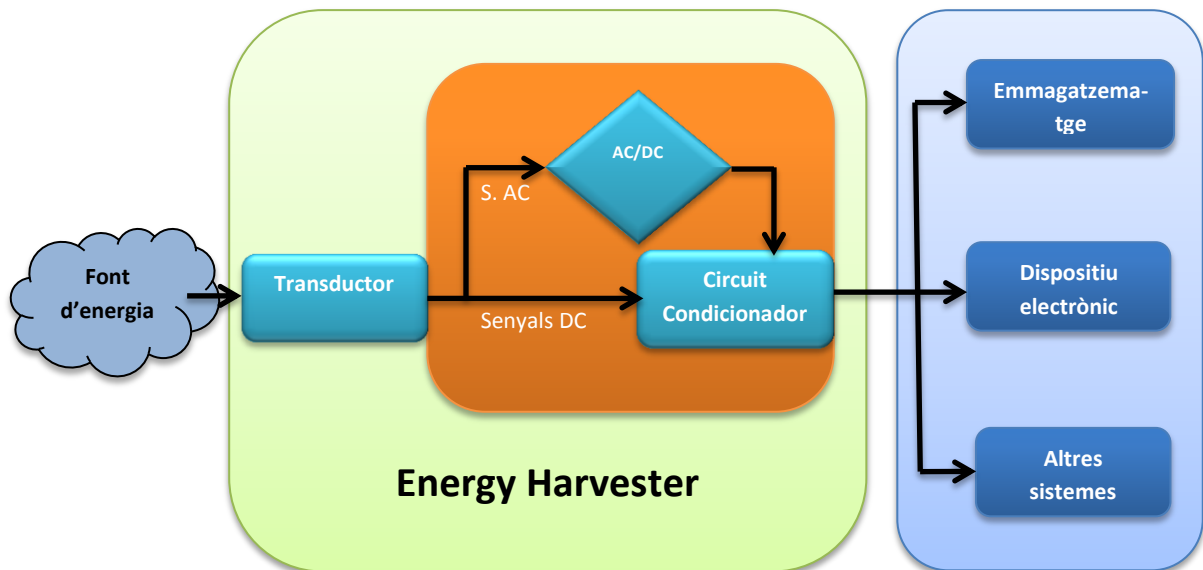 Font
d'energia
Transductor
S. AC
AC/DC
Senyals DC
Circuit
Condicionador
Energy Harvester
Emmagatzema-
tge
Dispositiu
electrònic
Altres
sistemes